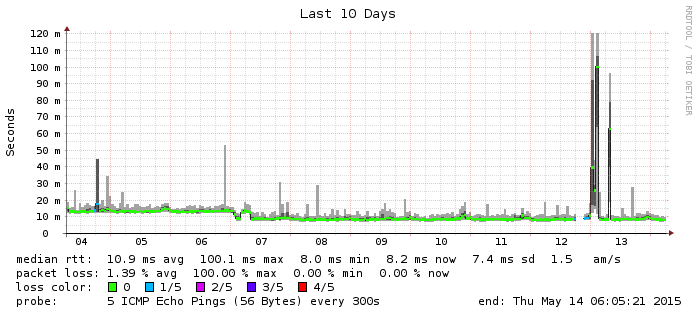 Last 10 Days
RRDTOOL / TOBI OETIKER
Seconds
120 m
110 m
100 m
90 m
80 m
70 m
60 m
50 m
40 m
30 m
20 m
10 m
0
04 05 06 07 08 09 10 11 12 13
median rtt: 10.9 ms avg 100.1 ms max 8.0 ms min 8.2 ms now 7.4 ms sd 1.5 am/s
packet loss: 1.39 % avg 100.00 % max 0.00 % min 0.00 % now
loss color: 0 1/5 2/5 3/5 4/5
probe: 5 ICMP Echo Pings (56 Bytes) every 300s end: Thu May 14 06:05:21 2015